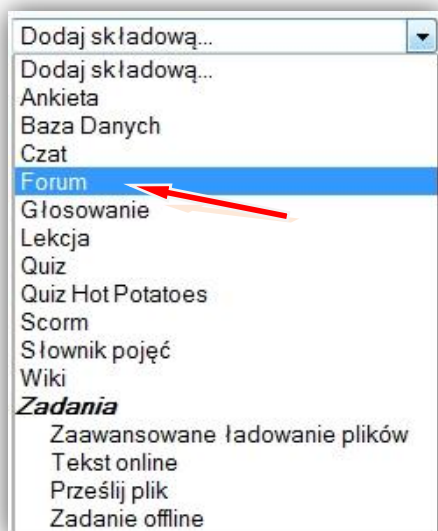 Dodaj składową...
Dodaj składową...
Ankieta
Baza Danych
Czat
Forum
Głosowanie
Lekcja
Quiz
Quiz Hot Potatoes
Scorm
Słownik pojęć
Wiki
Zadania
Zaawansowane ładowanie plików
Tekst online
Prześlij plik
Zadanie offline